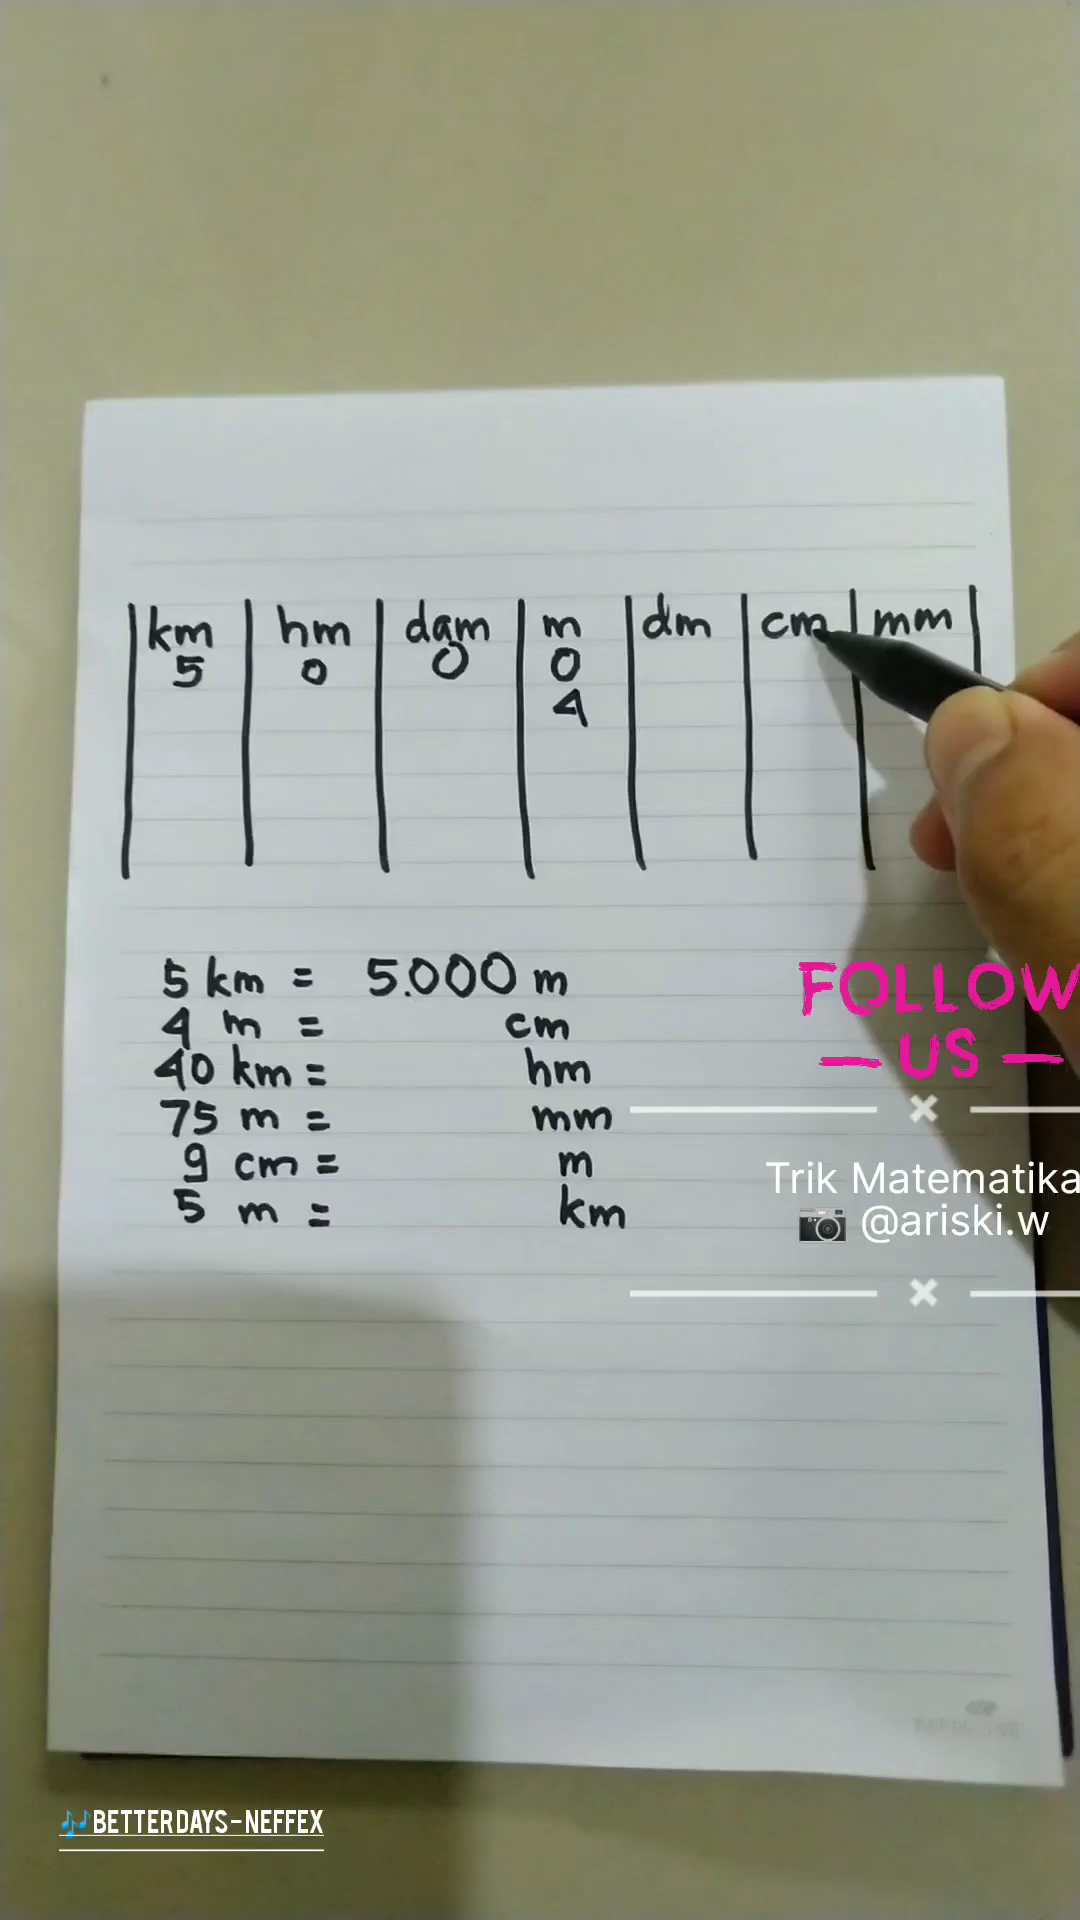 km hm dam m dm cm mm
5 0 0 0
4
5 km = 5.000 m
4 m = cm
40 km = hm
75 m = mm
9 cm = m
5 m = km
FOLLOW
US
Trik Matematika
📷 @ariski.w
🎶BETTERDAYS-NEFFEX